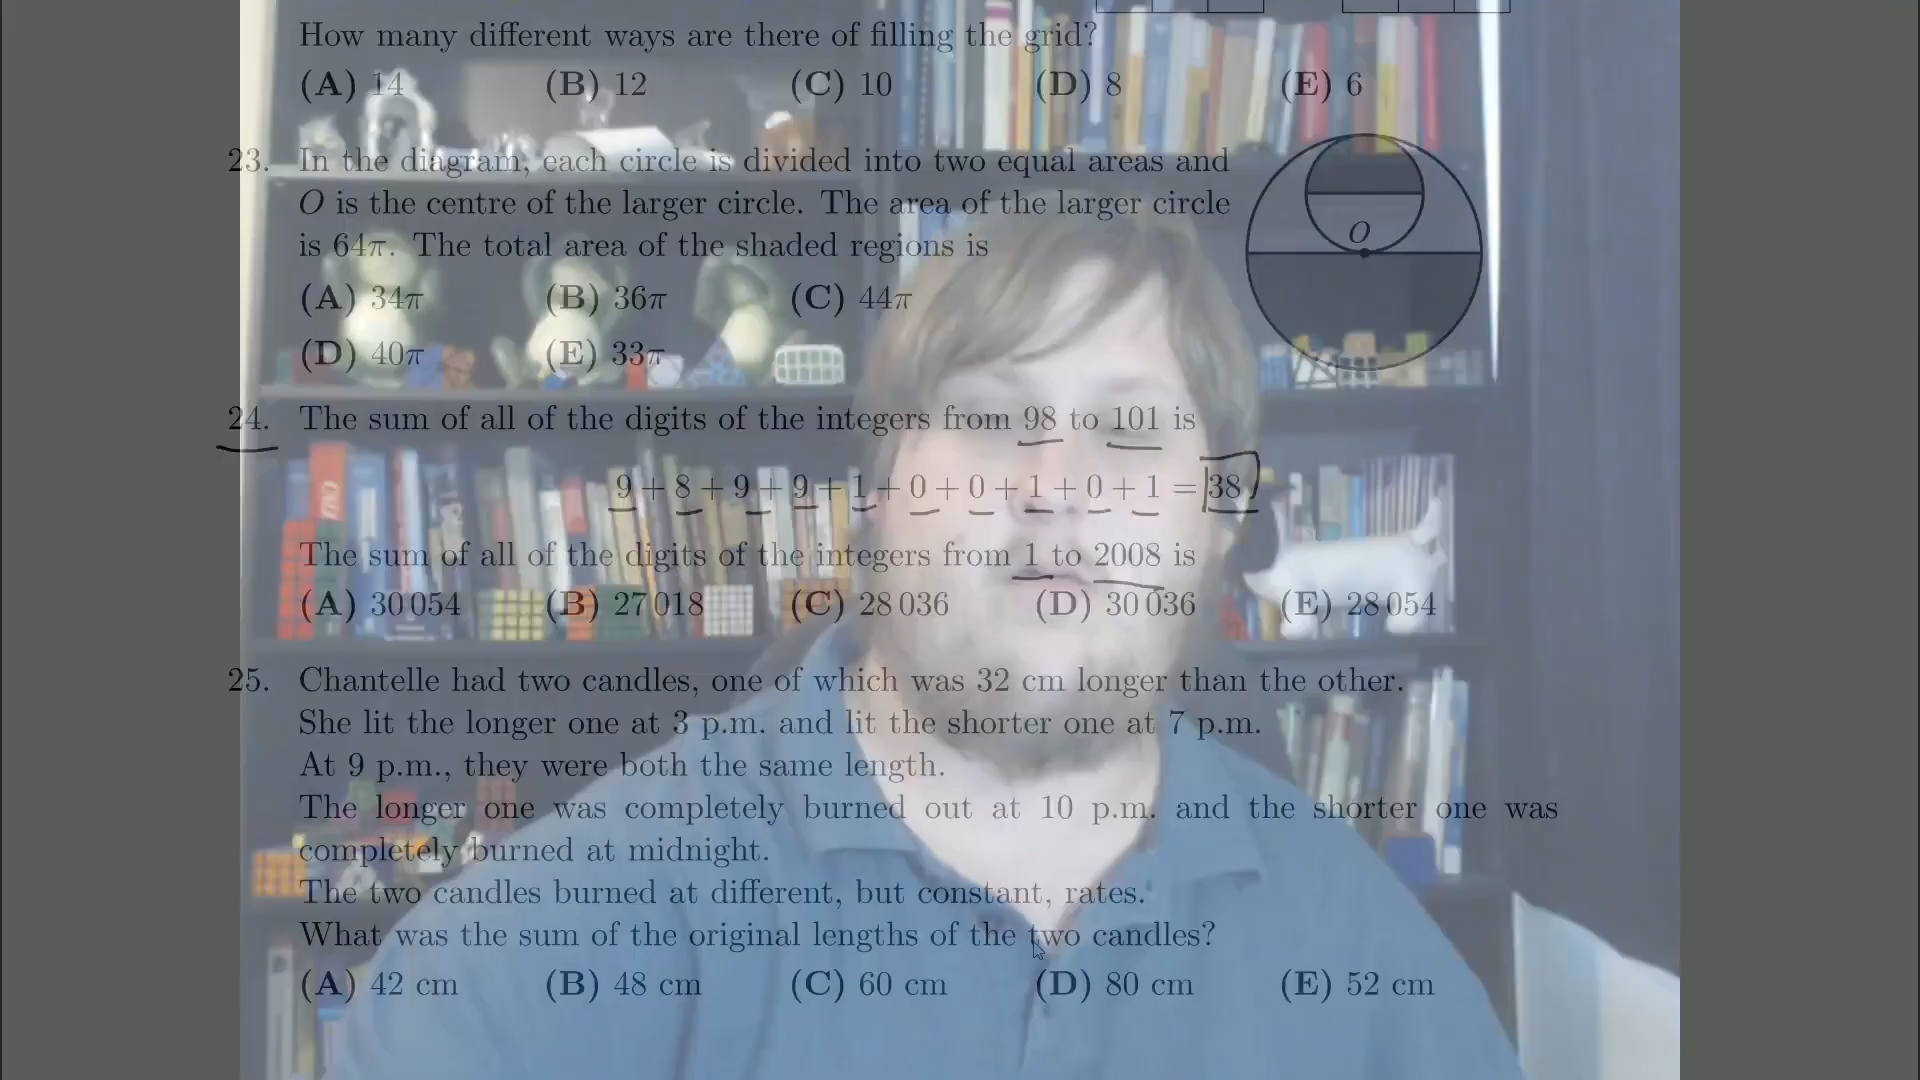 How many different ways are there of filling the grid?
(A) 14 (B) 12 (C) 10 (D) 8 (E) 6
23. In the diagram, each circle is divided into two equal areas and
O is the centre of the larger circle. The area of the larger circle
is 64π. The total area of the shaded regions is
O
(A) 34π (B) 36π (C) 44π
(D) 40π (E) 33π
24. The sum of all of the digits of the integers from 98 to 101 is
9 + 8 + 9 + 9 + 1 + 0 + 0 + 1 + 0 + 1 = 38
The sum of all of the digits of the integers from 1 to 2008 is
(A) 30 054 (B) 27 018 (C) 28 036 (D) 30 036 (E) 28 054
25. Chantelle had two candles, one of which was 32 cm longer than the other.
She lit the longer one at 3 p.m. and lit the shorter one at 7 p.m.
At 9 p.m., they were both the same length.
The longer one was completely burned out at 10 p.m. and the shorter one was
completely burned at midnight.
The two candles burned at different, but constant, rates.
What was the sum of the original lengths of the two candles?
(A) 42 cm (B) 48 cm (C) 60 cm (D) 80 cm (E) 52 cm